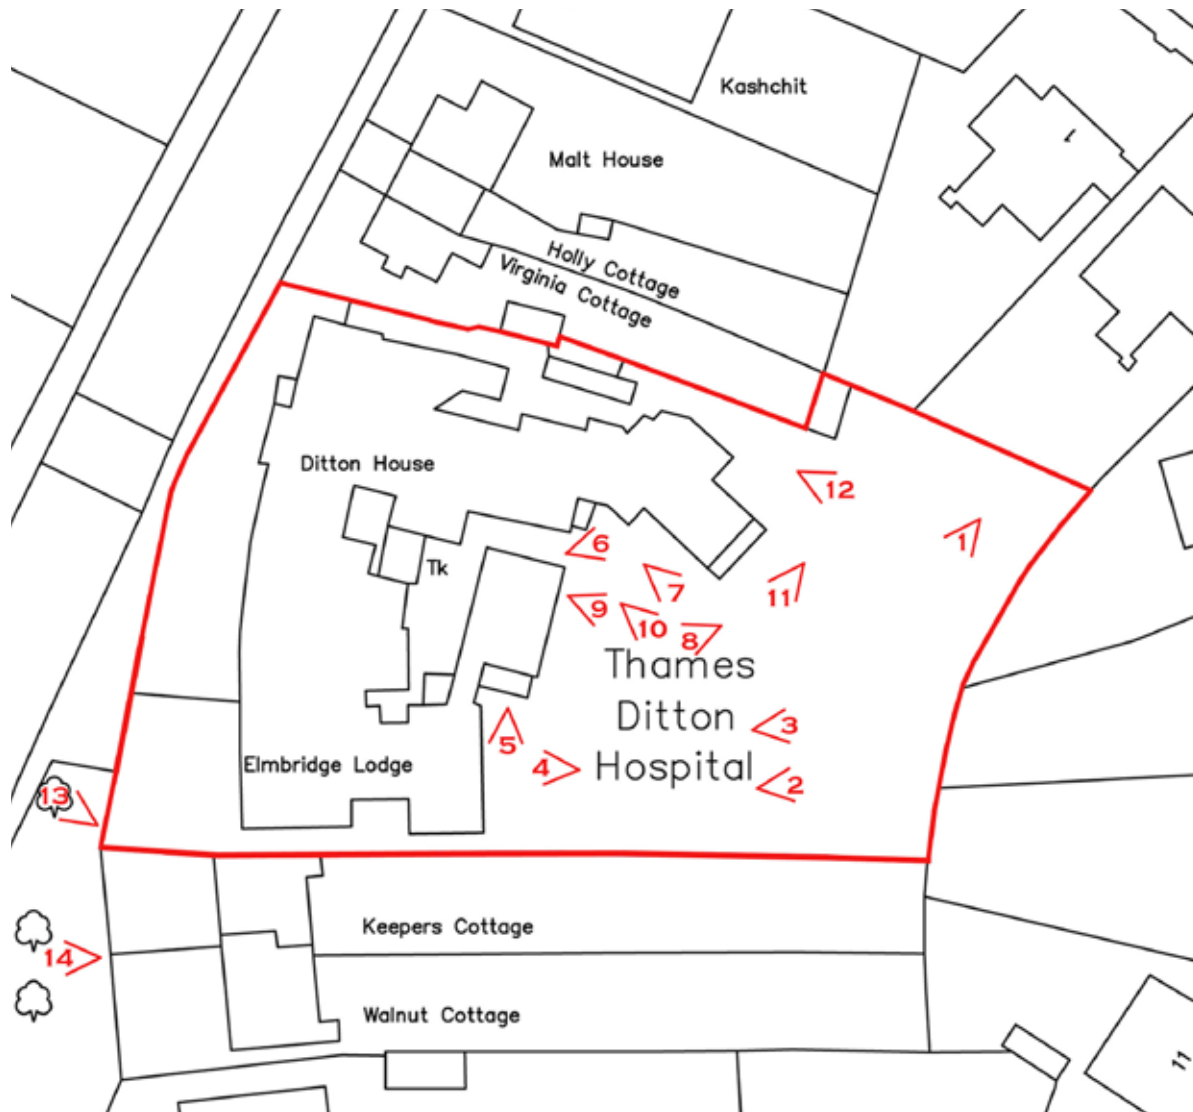 Kashchit
1
Malt House
Holly Cottage
Virginia Cottage
Ditton House
12
6
1
Tk
7
11
9
10
8
Thames
Ditton
Hospital
3
5
4
2
Elmbridge Lodge
13
Keepers Cottage
14
Walnut Cottage
11